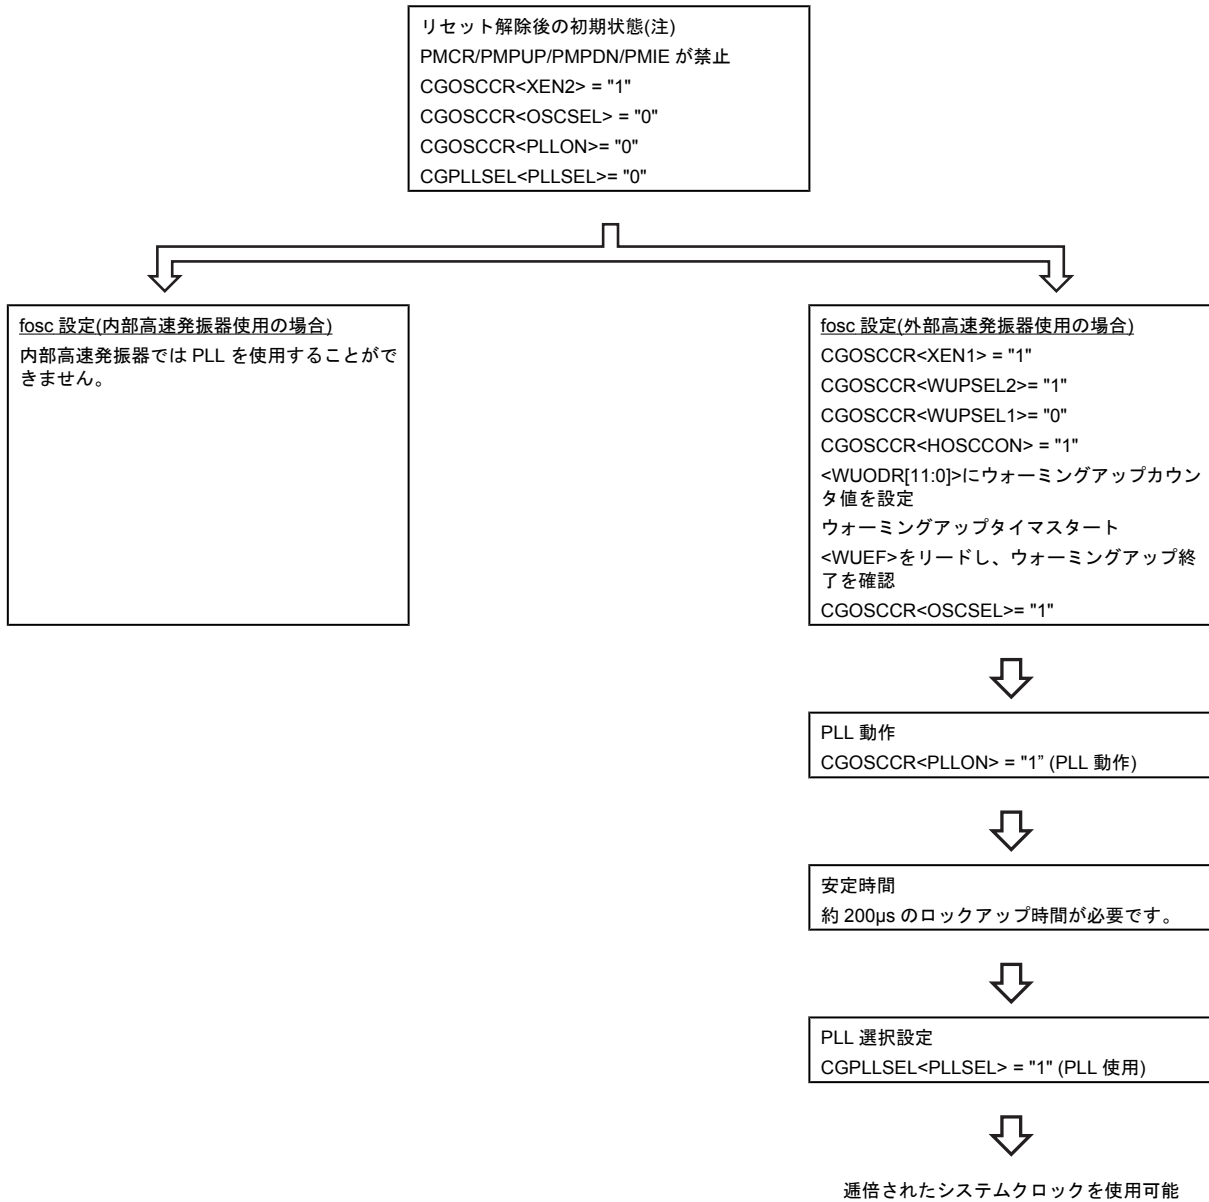 リセット解除後の初期状態(注)
PMCR/PMPUP/PMPDN/PMIE が禁止
CGOSCCR<XEN2> = "1"
CGOSCCR<OSCSEL> = "0"
CGOSCCR<PLLON>= "0"
CGPLLSEL<PLLSEL>= "0"
fosc 設定(内部高速発振器使用の場合)
内部高速発振器では PLL を使用することがで
きません。
fosc 設定(外部高速発振器使用の場合)
CGOSCCR<XEN1> = "1"
CGOSCCR<WUPSEL2>= "1"
CGOSCCR<WUPSEL1>= "0"
CGOSCCR<HOSCCON> = "1"
<WUODR[11:0]>にウォーミングアップカウン
タ値を設定
ウォーミングアップタイマスタート
<WUEF>をリードし、ウォーミングアップ終
了を確認
CGOSCCR<OSCSEL>= "1"
PLL 動作
CGOSCCR<PLLON> = "1” (PLL 動作)
安定時間
約 200μs のロックアップ時間が必要です。
PLL 選択設定
CGPLLSEL<PLLSEL> = "1" (PLL 使用)
逓倍されたシステムクロックを使用可能